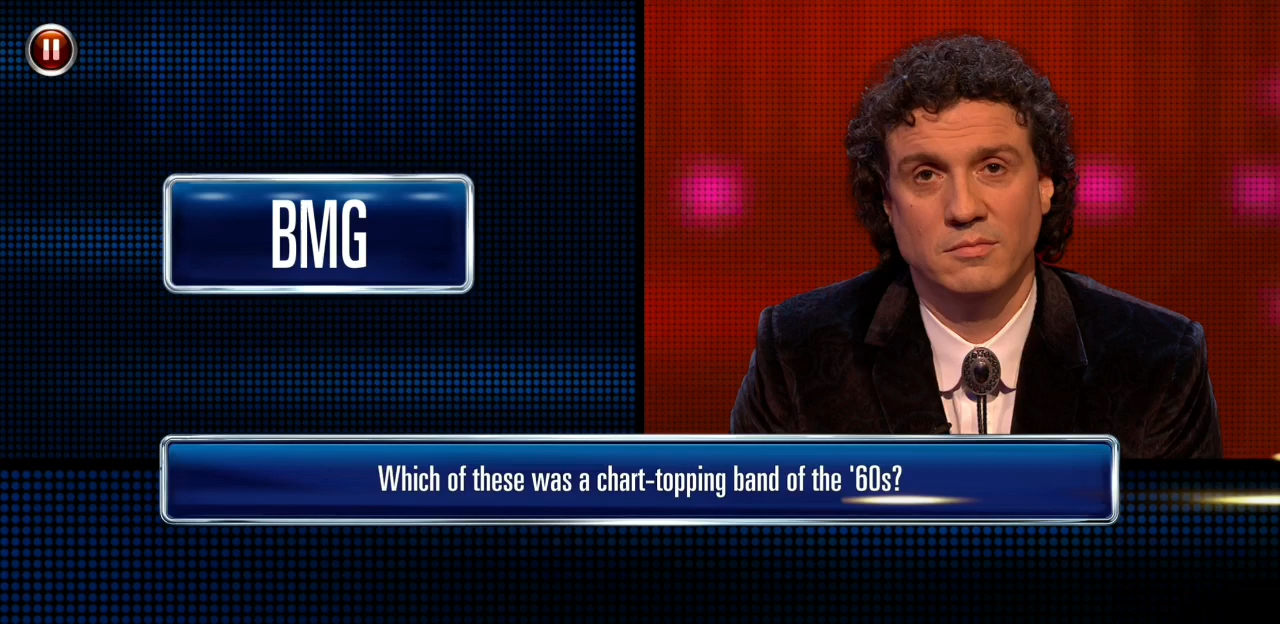 BMG
Which of these was a chart-topping band of the '60s?